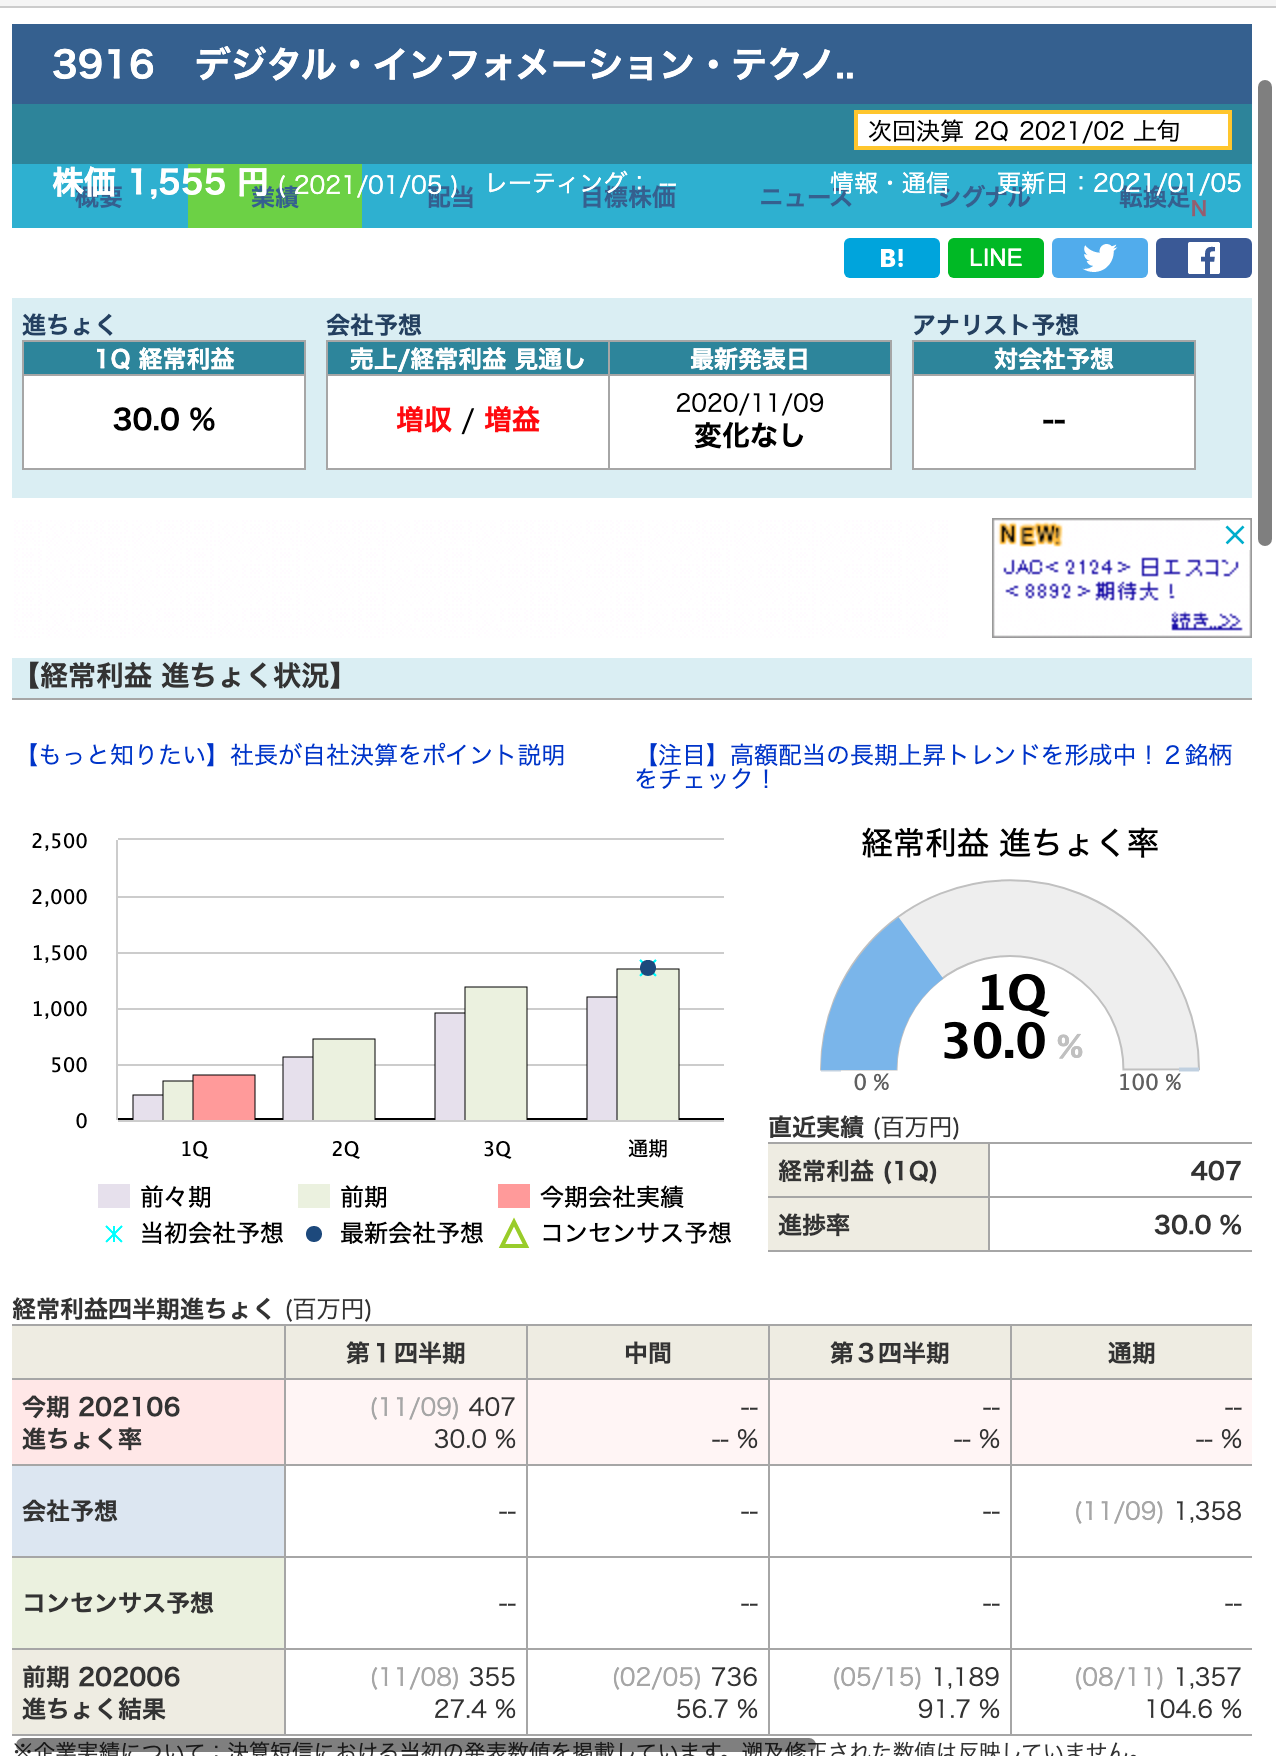 3916 デジタル・インフォメーション・テクノ..
次回決算 2Q 2021/02 上旬
株価 1,555 円 ( 2021/01/05 ) レーティング： -- 情報・通信 更新日：2021/01/05
概要 業績 配当 目標株価 ニュース シグナル 転換足N
B! LINE
進ちょく 会社予想 アナリスト予想
1Q 経常利益 売上/経常利益 見通し 最新発表日 対会社予想
30.0 % 増収 / 増益 2020/11/09 --
変化なし
NEW!
JAC<2124> 日エスコン
<8892>期待大！
続き..>>
【経常利益 進ちょく状況】
【もっと知りたい】社長が自社決算をポイント説明
【注目】高額配当の長期上昇トレンドを形成中！２銘柄
をチェック！
経常利益 進ちょく率
2,500
2,000
1,500
1,000
500
0
1Q 2Q 3Q 通期
1Q
30.0 %
0 % 100 %
前々期 前期 今期会社実績
当初会社予想 最新会社予想 コンセンサス予想
直近実績 (百万円)
経常利益 (1Q) 407
進捗率 30.0 %
経常利益四半期進ちょく (百万円)
第１四半期 中間 第３四半期 通期
今期 202106 (11/09) 407 -- -- --
進ちょく率 30.0 % -- % -- % -- %
会社予想 -- -- -- (11/09) 1,358
コンセンサス予想 -- -- -- --
前期 202006 (11/08) 355 (02/05) 736 (05/15) 1,189 (08/11) 1,357
進ちょく結果 27.4 % 56.7 % 91.7 % 104.6 %
※企業実績について：決算短信における当初の発表数値を掲載しています。遡及修正された数値は反映していません。